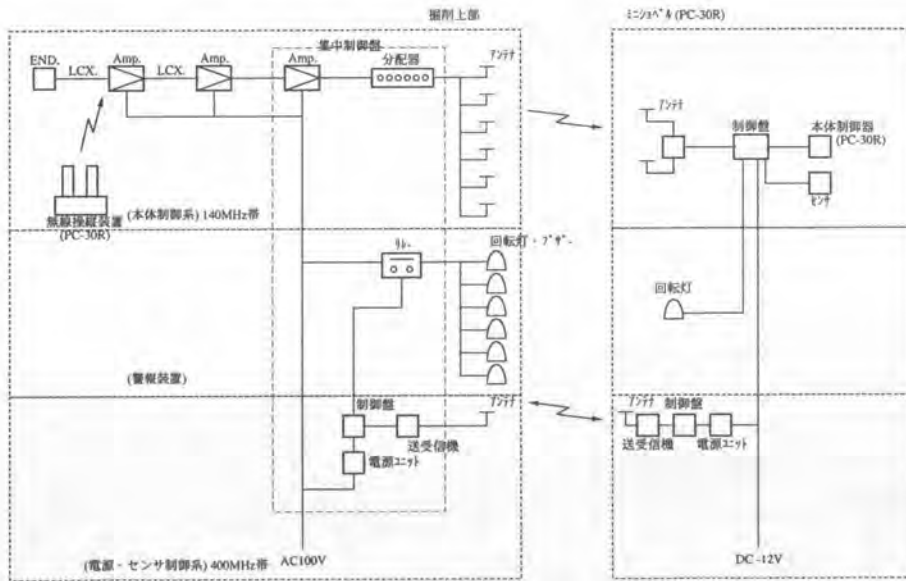 掘削上部
ミニショベル (PC-30R)
集中制御盤
END.
LCX.
Amp.
LCX.
Amp.
Amp.
分配器
アンテナ
アンテナ
制御盤
本体制御器
(PC-30R)
センサ
無線操縦装置
(PC-30R)
(本体制御系) 140MHz帯
リレー
回転灯・ブザー
回転灯
(警報装置)
制御盤
送受信機
アンテナ
電源ユニット
アンテナ
制御盤
送受信機
電源ユニット
(電源・センサ制御系) 400MHz帯
AC100V
DC -12V